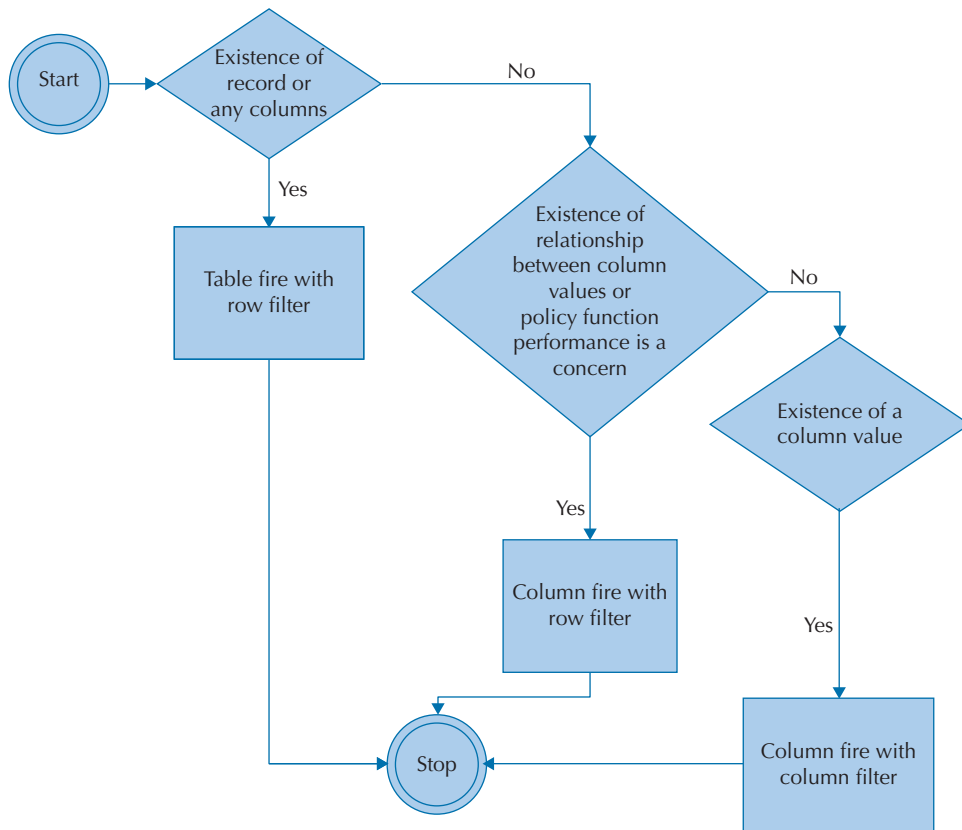 Start
Existence of
record or
any columns
No
Yes
Table fire with
row filter
Existence of
relationship
between column
values or
policy function
performance is a
concern
No
Existence of a
column value
Yes
Column fire with
row filter
Yes
Column fire with
column filter
Stop